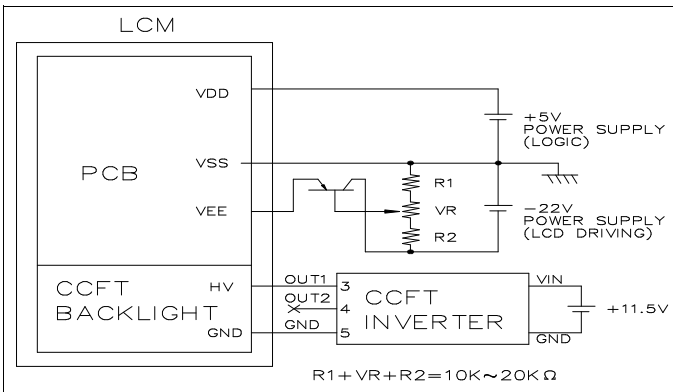 LCM
VDD
+5V
POWER SUPPLY
(LOGIC)
VSS
PCB
R1
VR
R2
VEE
-22V
POWER SUPPLY
(LCD DRIVING)
CCFT
BACKLIGHT
HV
GND
OUT1
OUT2
GND
3
4
5
CCFT
INVERTER
VIN
GND
+11.5V
R1+VR+R2=10K~20KΩ